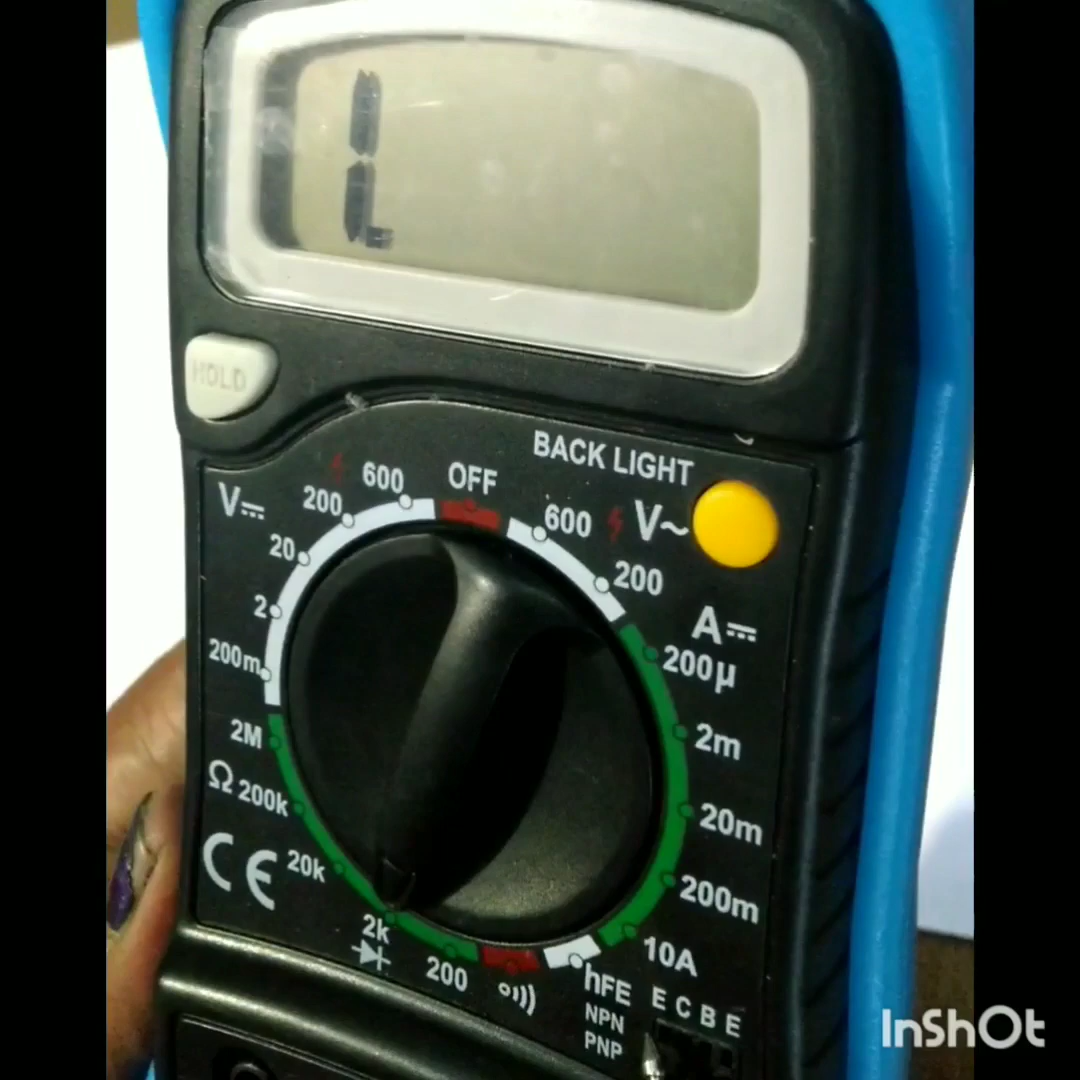 1L
HOLD
BACK LIGHT
OFF
V⎓
600
200
20
2
200m
600
V~
200
A⎓
200µ
2m
20m
200m
10A
2M
Ω
200k
20k
2k
200
CE
hFE
NPN
PNP
E C B E
InShOt